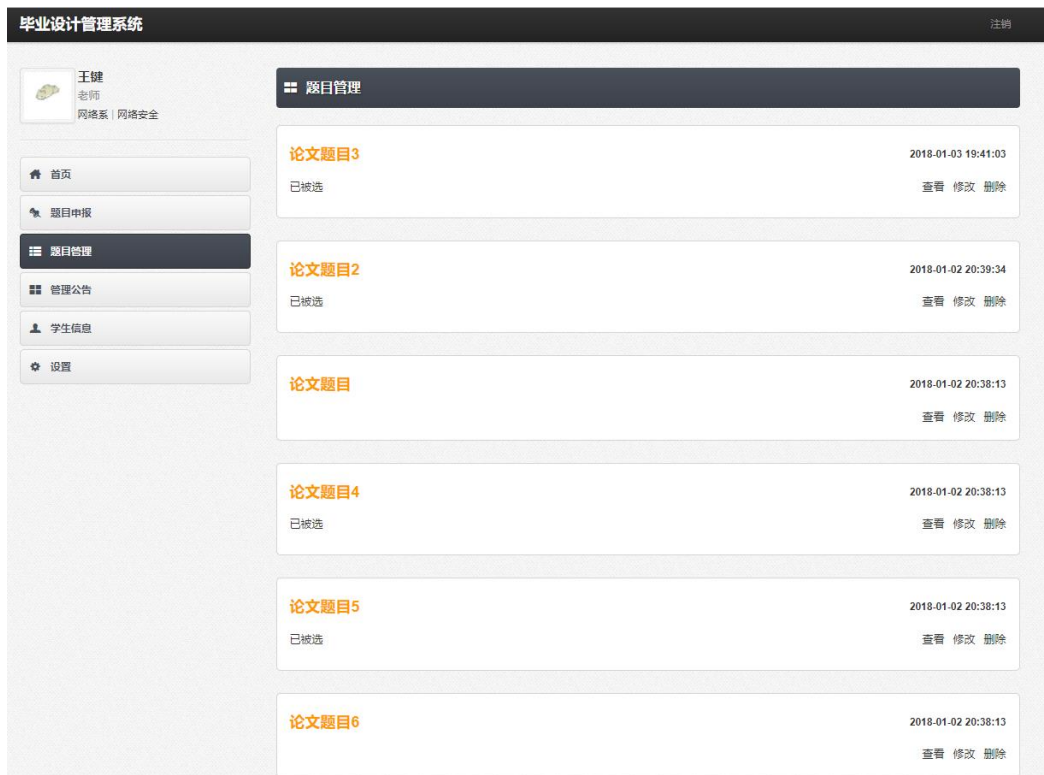 毕业设计管理系统
注销
王键
老师
网络系 | 网络安全
首页
题目申报
题目管理
管理公告
学生信息
设置
题目管理
论文题目3
2018-01-03 19:41:03
已被选
查看 修改 删除
论文题目2
2018-01-02 20:39:34
已被选
查看 修改 删除
论文题目
2018-01-02 20:38:13
查看 修改 删除
论文题目4
2018-01-02 20:38:13
已被选
查看 修改 删除
论文题目5
2018-01-02 20:38:13
已被选
查看 修改 删除
论文题目6
2018-01-02 20:38:13
查看 修改 删除